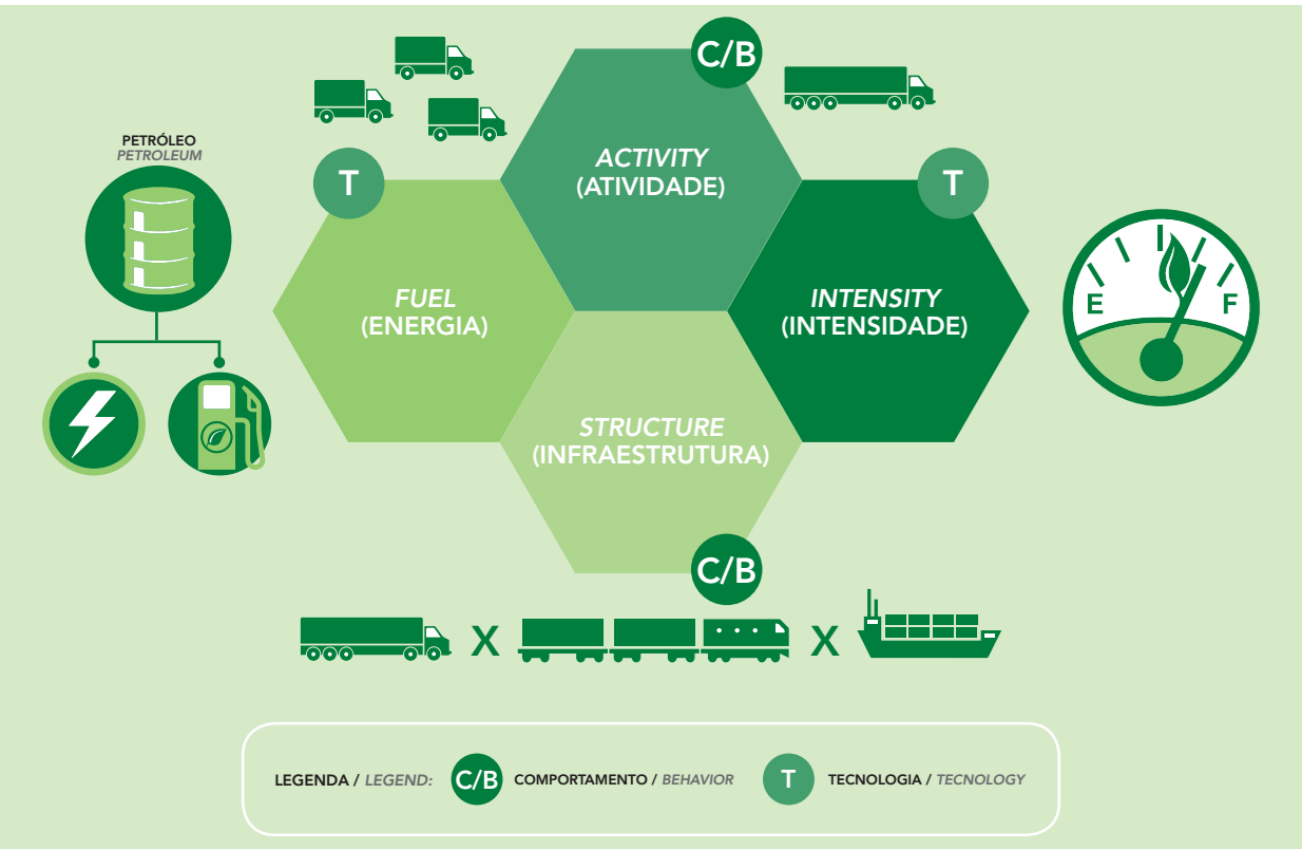 C/B
ACTIVITY
(ATIVIDADE)
PETRÓLEO
PETROLEUM
T
T
FUEL
(ENERGIA)
INTENSITY
(INTENSIDADE)
E
F
STRUCTURE
(INFRAESTRUTURA)
C/B
X
X
LEGENDA / LEGEND: C/B COMPORTAMENTO / BEHAVIOR T TECNOLOGIA / TECNOLOGY